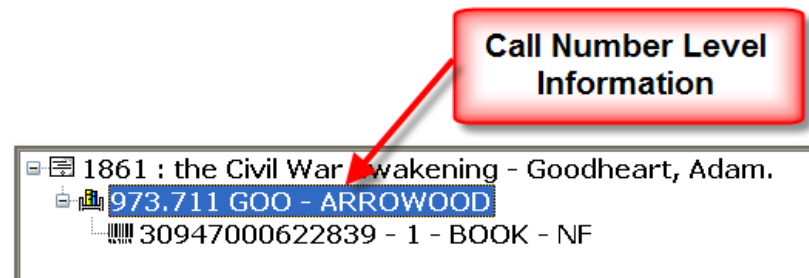 Call Number Level
Information
1861 : the Civil War Awakening - Goodheart, Adam.
973.711 GOO - ARROWOOD
30947000622839 - 1 - BOOK - NF